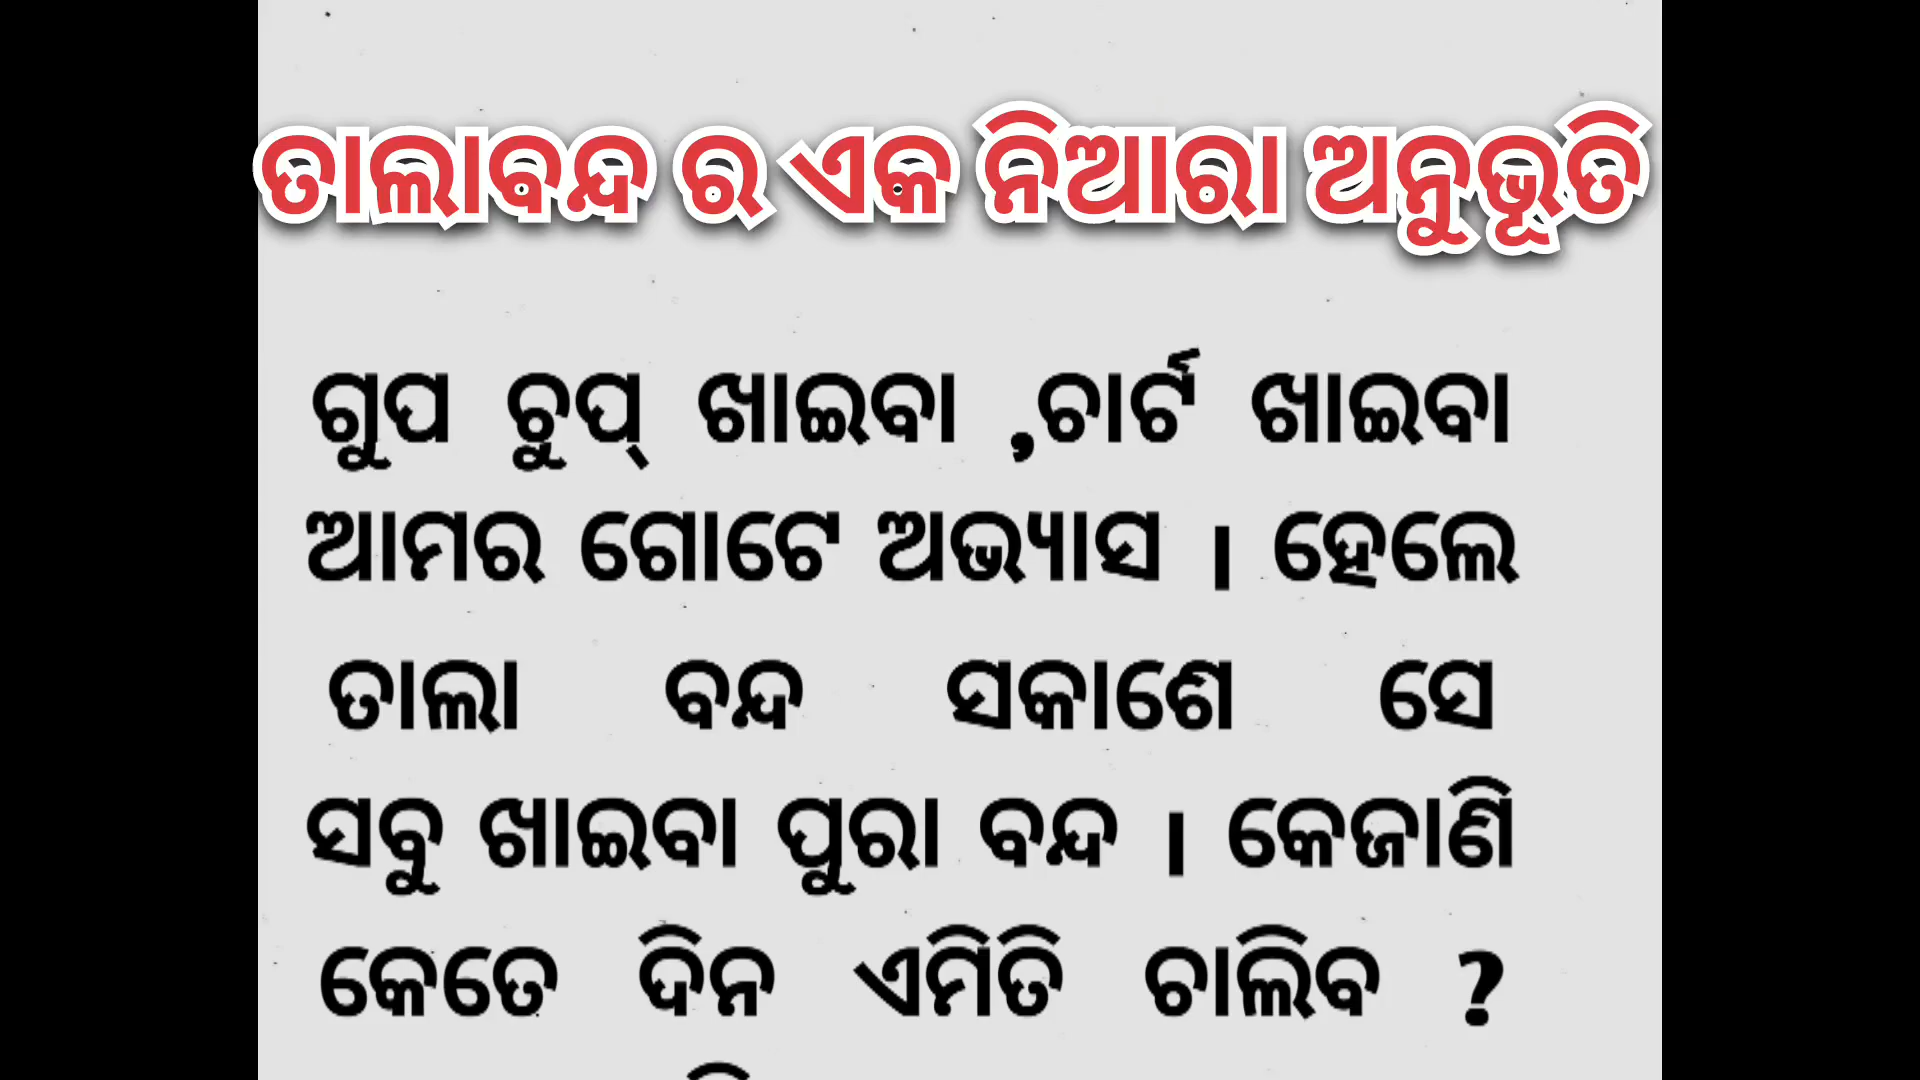 ତାଲାବନ୍ଦ ର ଏକ ନିଆରା ଅନୁଭୂତି
ଗୁପ ଚୁପ୍ ଖାଇବା ,ଚାର୍ଟ ଖାଇବା
ଆମର ଗୋଟେ ଅଭ୍ୟାସ । ହେଲେ
ତାଲା ବନ୍ଦ ସକାଶେ ସେ
ସବୁ ଖାଇବା ପୁରା ବନ୍ଦ । କେଜାଣି
କେତେ ଦିନ ଏମିତି ଚାଲିବ ?